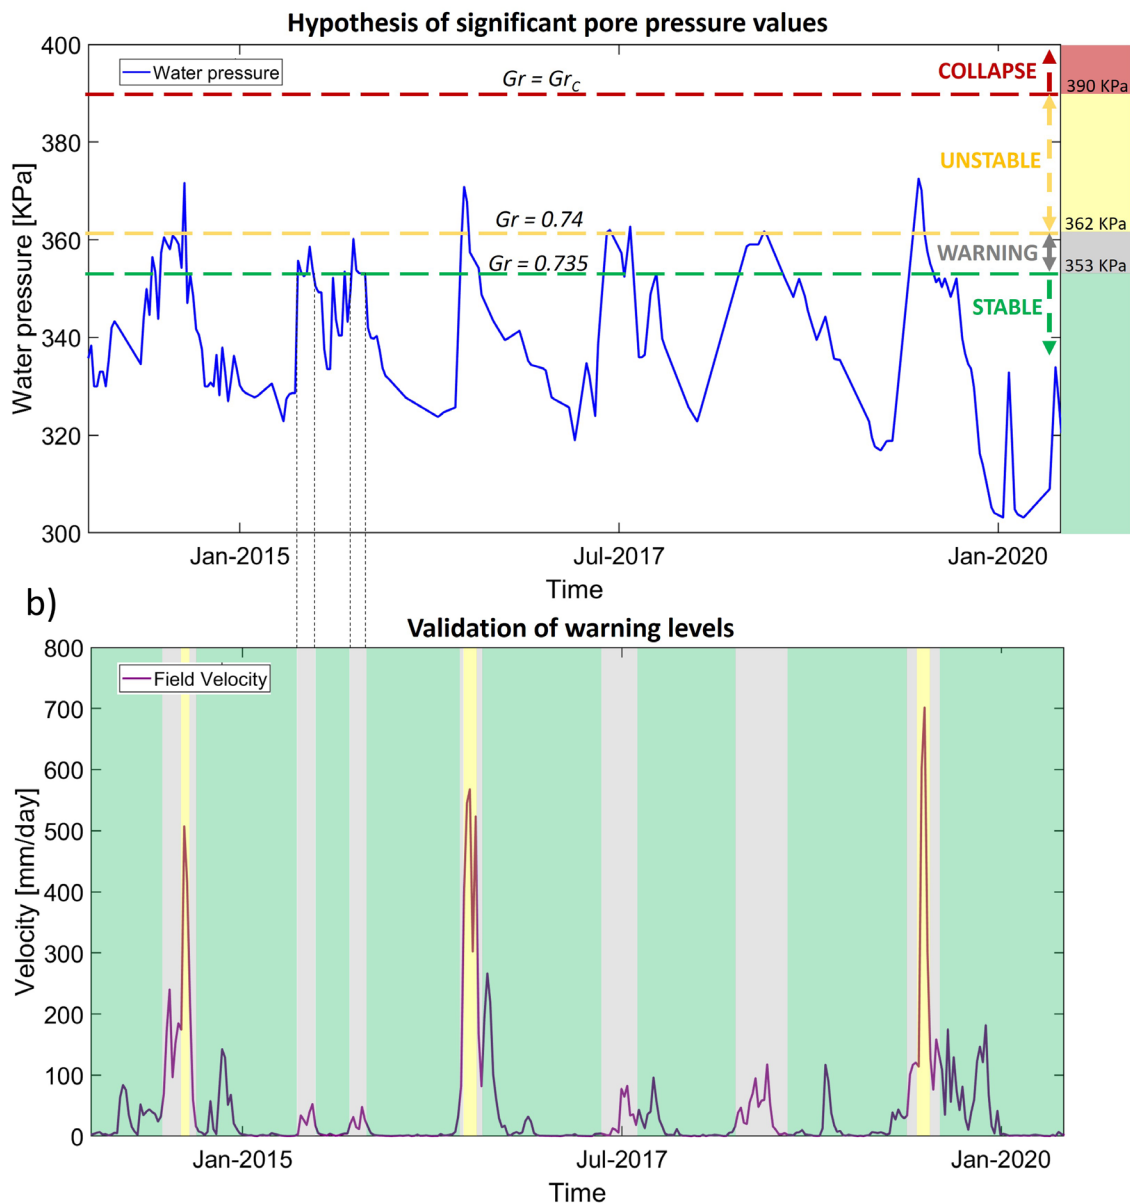 Hypothesis of significant pore pressure values
400
380
360
340
320
300
Water pressure [KPa]
Water pressure
Gr = Grc
Gr = 0.74
Gr = 0.735
COLLAPSE
UNSTABLE
WARNING
STABLE
390 KPa
362 KPa
353 KPa
Jan-2015
Jul-2017
Jan-2020
Time
b)
Validation of warning levels
800
700
600
500
400
300
200
100
0
Velocity [mm/day]
Field Velocity
Jan-2015
Jul-2017
Jan-2020
Time